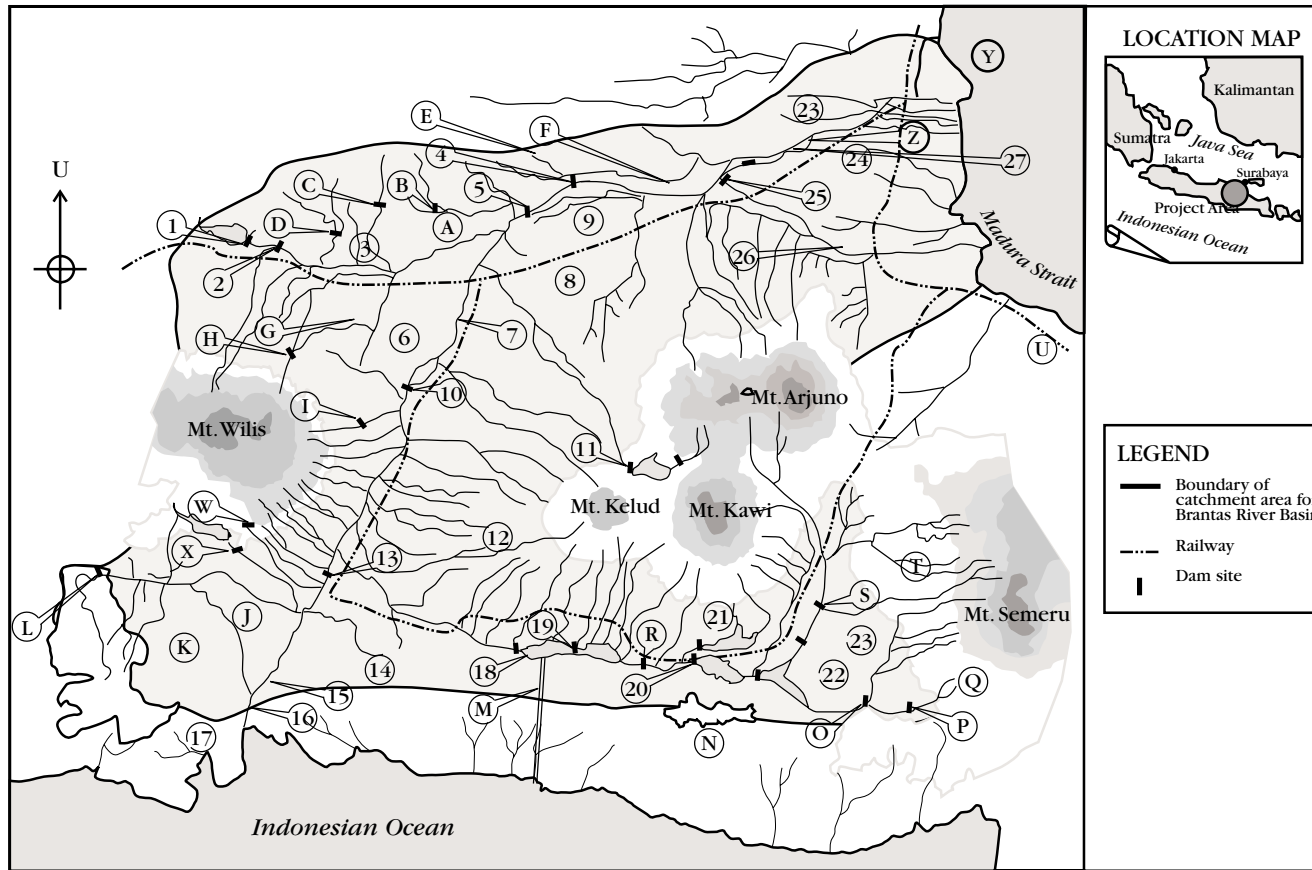 Y
LOCATION MAP
Kalimantan
Sumatra
Java Sea
Jakarta
Surabaya
Project Area
Indonesian Ocean
E
F
23
4
Z
24
27
U
C
B
5
25
1
D
3
A
9
Madura Strait
2
26
8
H
G
6
7
U
I
10
Mt. Arjuno
Mt. Wilis
11
Mt. Kelud
Mt. Kawi
LEGEND
Boundary of
catchment area fo
Brantas River Basin
Railway
Dam site
W
X
12
13
T
S
Mt. Semeru
L
J
K
21
23
19
R
14
18
20
22
Q
15
M
16
17
N
O
P
Indonesian Ocean